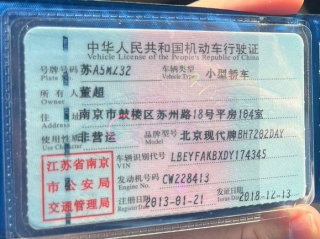 中华人民共和国机动车行驶证
Vehicle License of the People's Republic of China
号牌号码 苏A5MZ32 车辆类型 小型轿车
Plate No. Vehicle Type
所有人 董超
Owner
住址 南京市鼓楼区苏州路18号平房104室
Address
使用性质 非营运 品牌型号 北京现代牌BH7202DAY
Use Character Model
江苏省南京市公安局交通管理局
车辆识别代号 LBEYFAKBXDY174345
VIN
发动机号码 CW228413
Engine No.
注册日期 2013-01-21 发证日期 2018-12-13
Register Date Issue Date